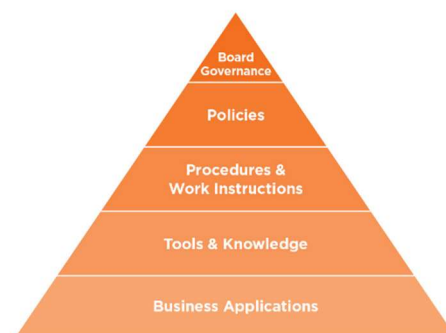 Board
Governance
Policies
Procedures &
Work Instructions
Tools & Knowledge
Business Applications